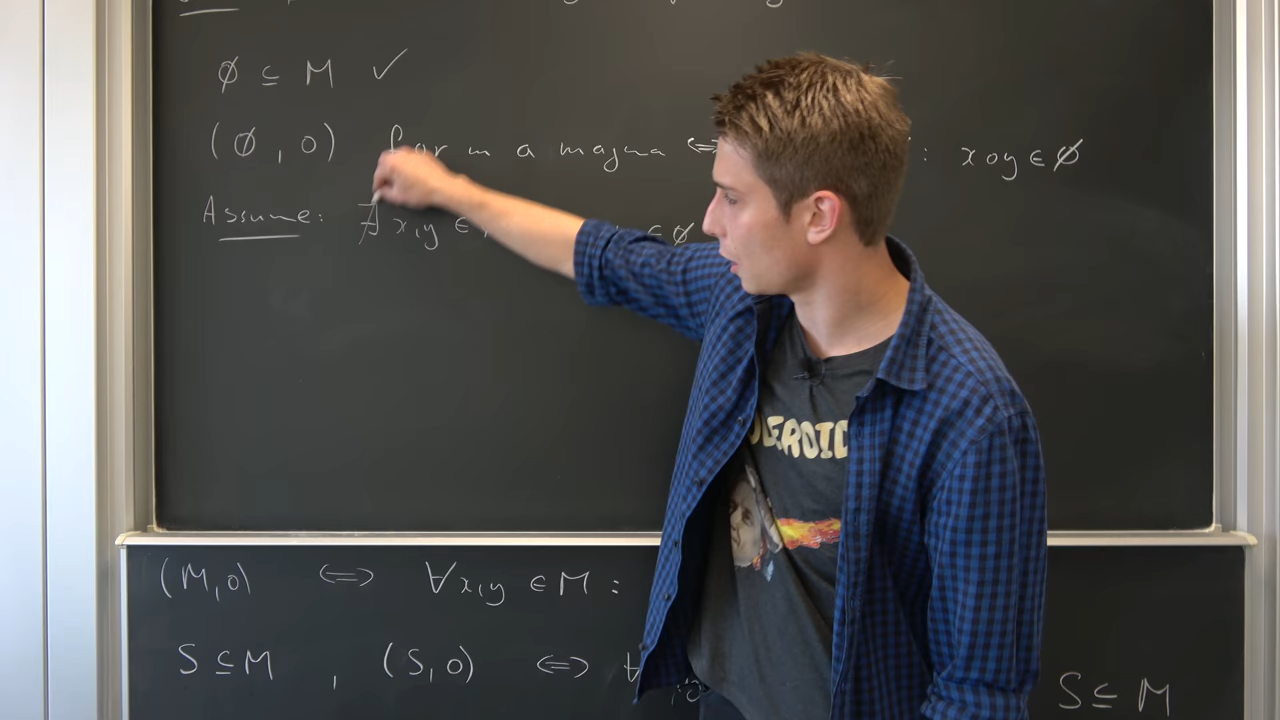 ∅ ⊆ M ✓
(∅, o) form a magma ⇔ : x o y ∈ ∅
Assume: ∄ x, y ∈ ∈ ∅
(M, o) ⇔ ∀ x, y ∈ M :
S ⊆ M , (S, o) ⇔ ∀ S ⊆ M